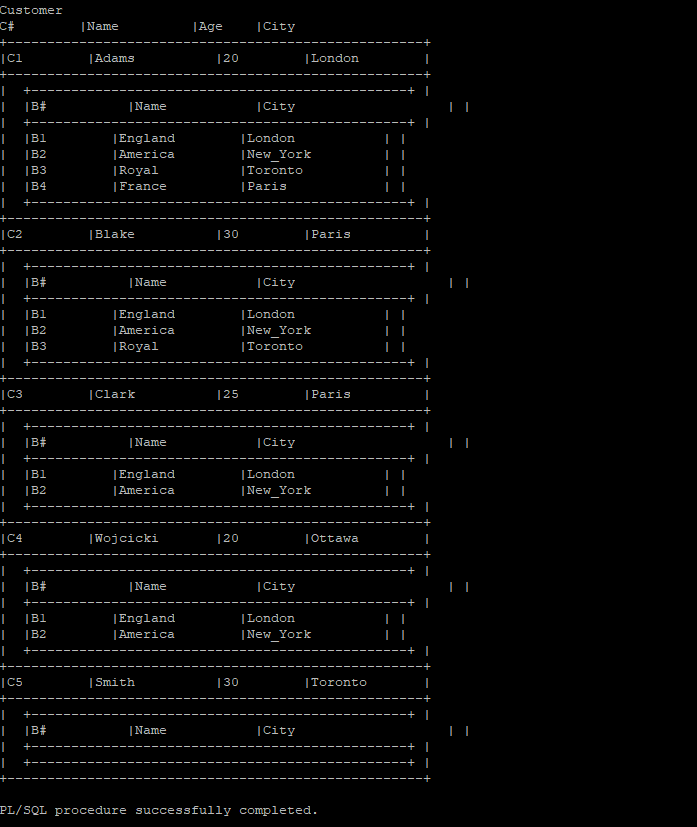 Customer
C#        |Name         |Age    |City
+----------------------------------------------------+
|C1        |Adams          |20        |London        |
+----------------------------------------------------+
|  +-----------------------------------------------+ |
|  |B#          |Name           |City                   | |
|  +-----------------------------------------------+ |
|  |B1        |England        |London           | |
|  |B2        |America        |New_York         | |
|  |B3        |Royal          |Toronto          | |
|  |B4        |France         |Paris            | |
|  +-----------------------------------------------+ |
+----------------------------------------------------+
|C2        |Blake          |30        |Paris         |
+----------------------------------------------------+
|  +-----------------------------------------------+ |
|  |B#          |Name           |City                   | |
|  +-----------------------------------------------+ |
|  |B1        |England        |London           | |
|  |B2        |America        |New_York         | |
|  |B3        |Royal          |Toronto          | |
|  +-----------------------------------------------+ |
+----------------------------------------------------+
|C3        |Clark          |25        |Paris         |
+----------------------------------------------------+
|  +-----------------------------------------------+ |
|  |B#          |Name           |City                   | |
|  +-----------------------------------------------+ |
|  |B1        |England        |London           | |
|  |B2        |America        |New_York         | |
|  +-----------------------------------------------+ |
+----------------------------------------------------+
|C4        |Wojcicki       |20        |Ottawa        |
+----------------------------------------------------+
|  +-----------------------------------------------+ |
|  |B#          |Name           |City                   | |
|  +-----------------------------------------------+ |
|  |B1        |England        |London           | |
|  |B2        |America        |New_York         | |
|  +-----------------------------------------------+ |
+----------------------------------------------------+
|C5        |Smith          |30        |Toronto       |
+----------------------------------------------------+
|  +-----------------------------------------------+ |
|  |B#          |Name           |City                   | |
|  +-----------------------------------------------+ |
|  +-----------------------------------------------+ |
+----------------------------------------------------+
PL/SQL procedure successfully completed.